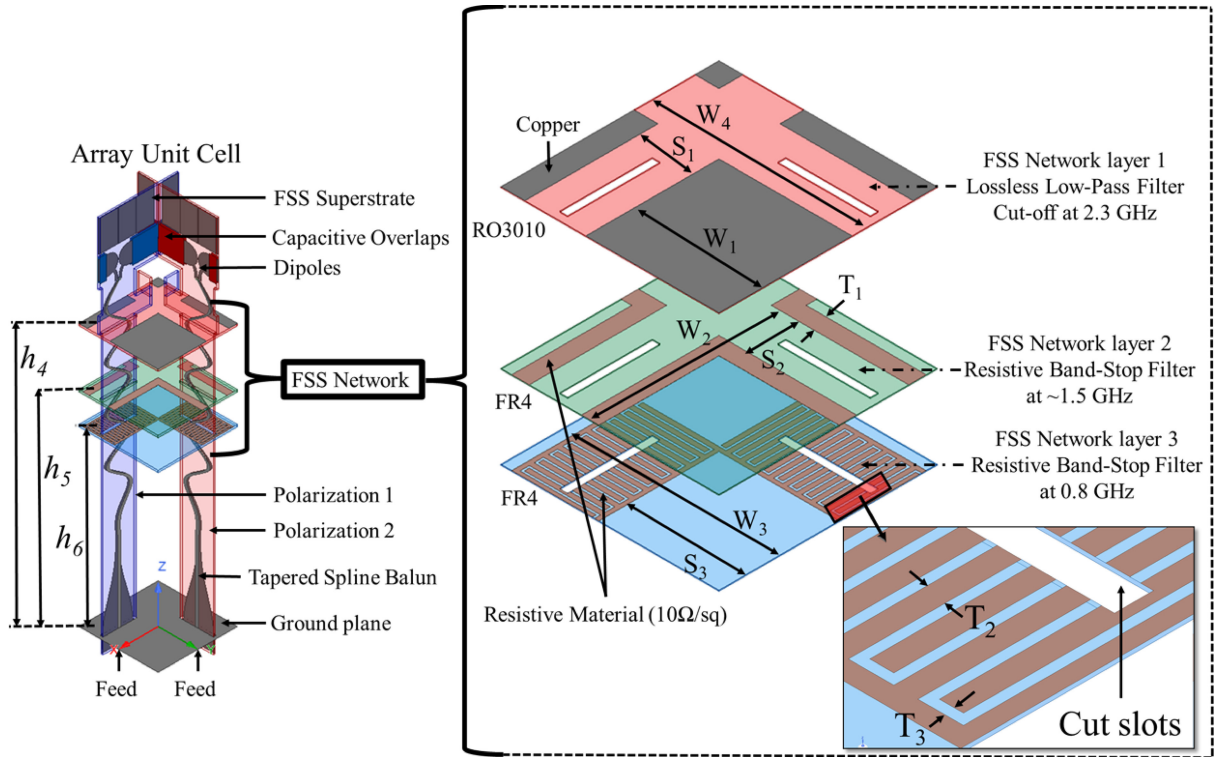 Array Unit Cell
FSS Superstrate
Capacitive Overlaps
Dipoles
h4
h5
h6
FSS Network
Polarization 1
Polarization 2
Tapered Spline Balun
Ground plane
z
Feed
Feed
Copper
W4
S1
W1
RO3010
FSS Network layer 1
Lossless Low-Pass Filter
Cut-off at 2.3 GHz
T1
W2
S2
FR4
FSS Network layer 2
Resistive Band-Stop Filter
at ~1.5 GHz
FR4
W3
S3
FSS Network layer 3
Resistive Band-Stop Filter
at 0.8 GHz
Resistive Material (10Ω/sq)
T2
T3
Cut slots